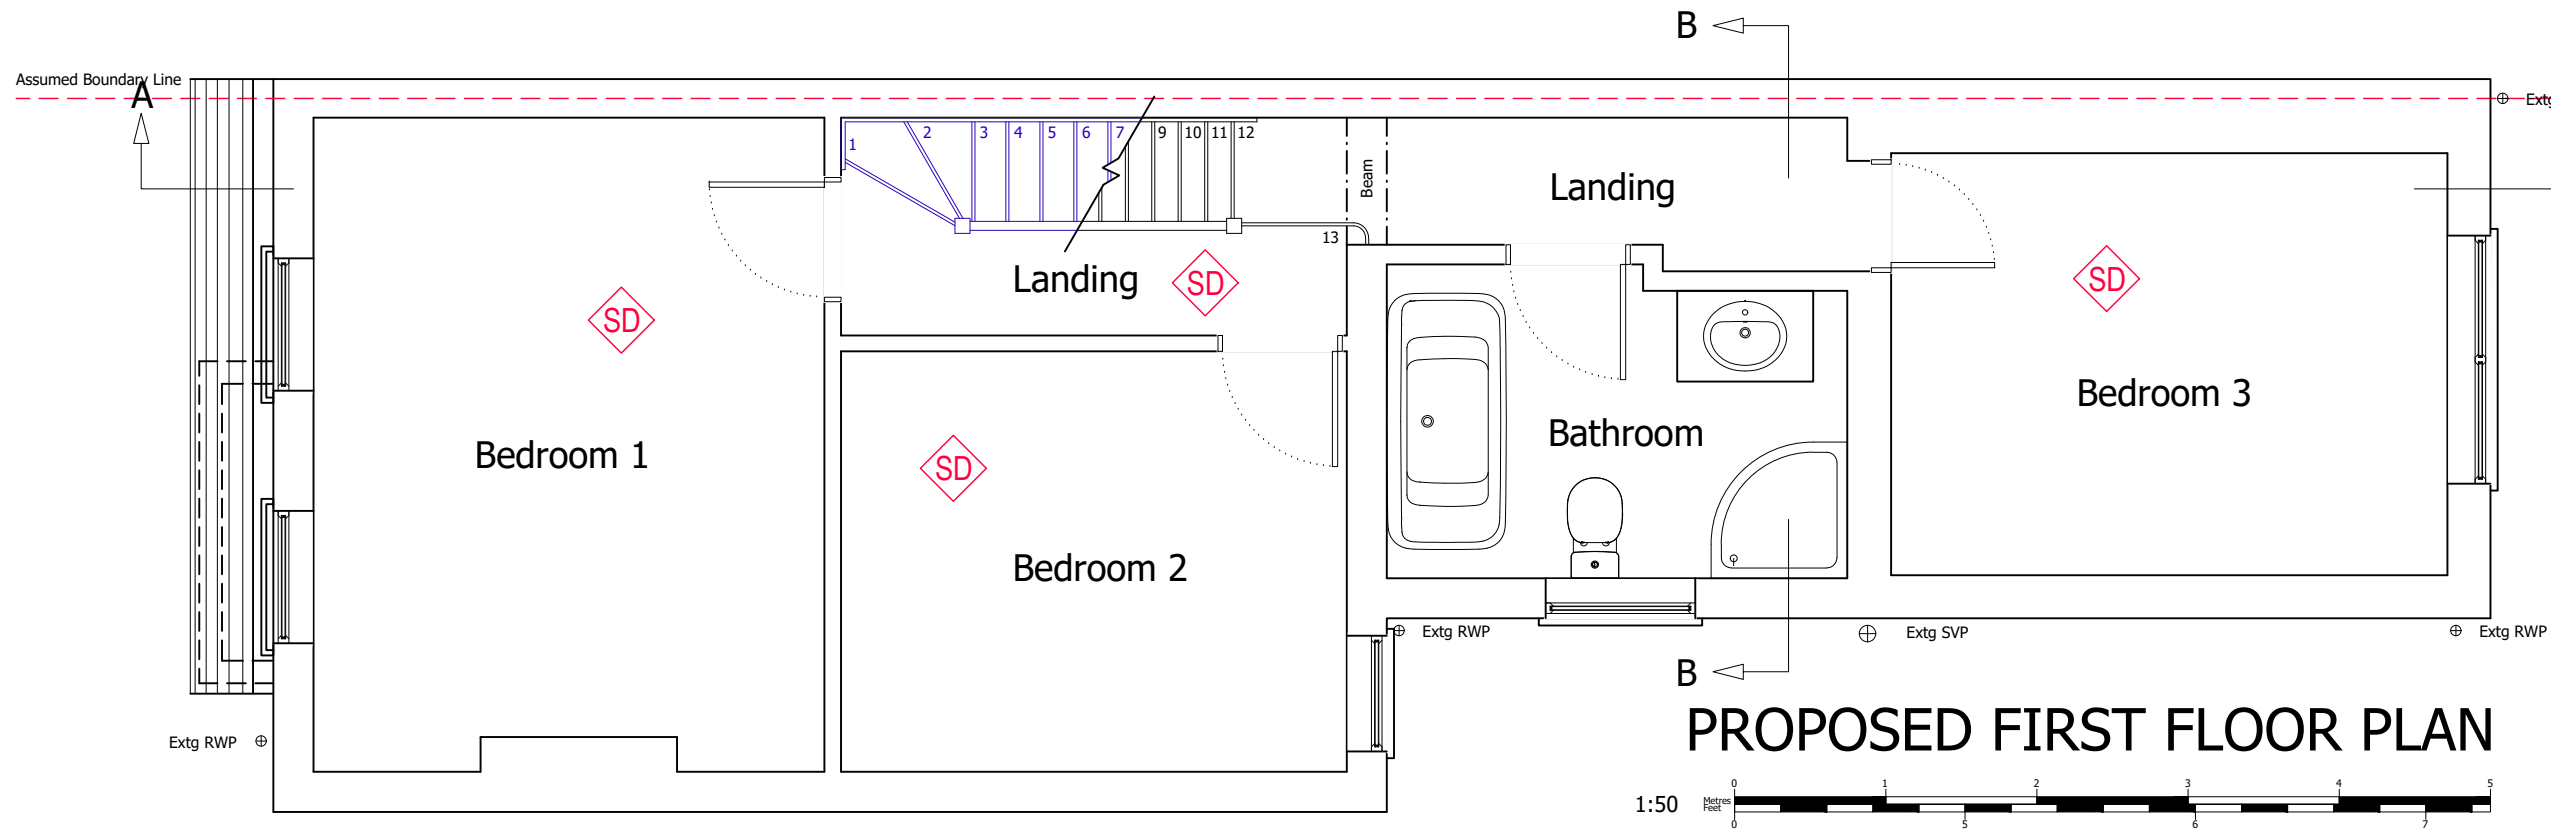 B
Assumed Boundary Line
A
Extg
1
2
3
4
5
6
7
9
10
11
12
13
Beam
Landing
Landing
SD
SD
SD
SD
Bedroom 1
Bedroom 2
Bathroom
Bedroom 3
Extg RWP
Extg SVP
Extg RWP
B
Extg RWP
PROPOSED FIRST FLOOR PLAN
1:50
Metres
Feet
0 1 2 3 4 5
0 5 6 7